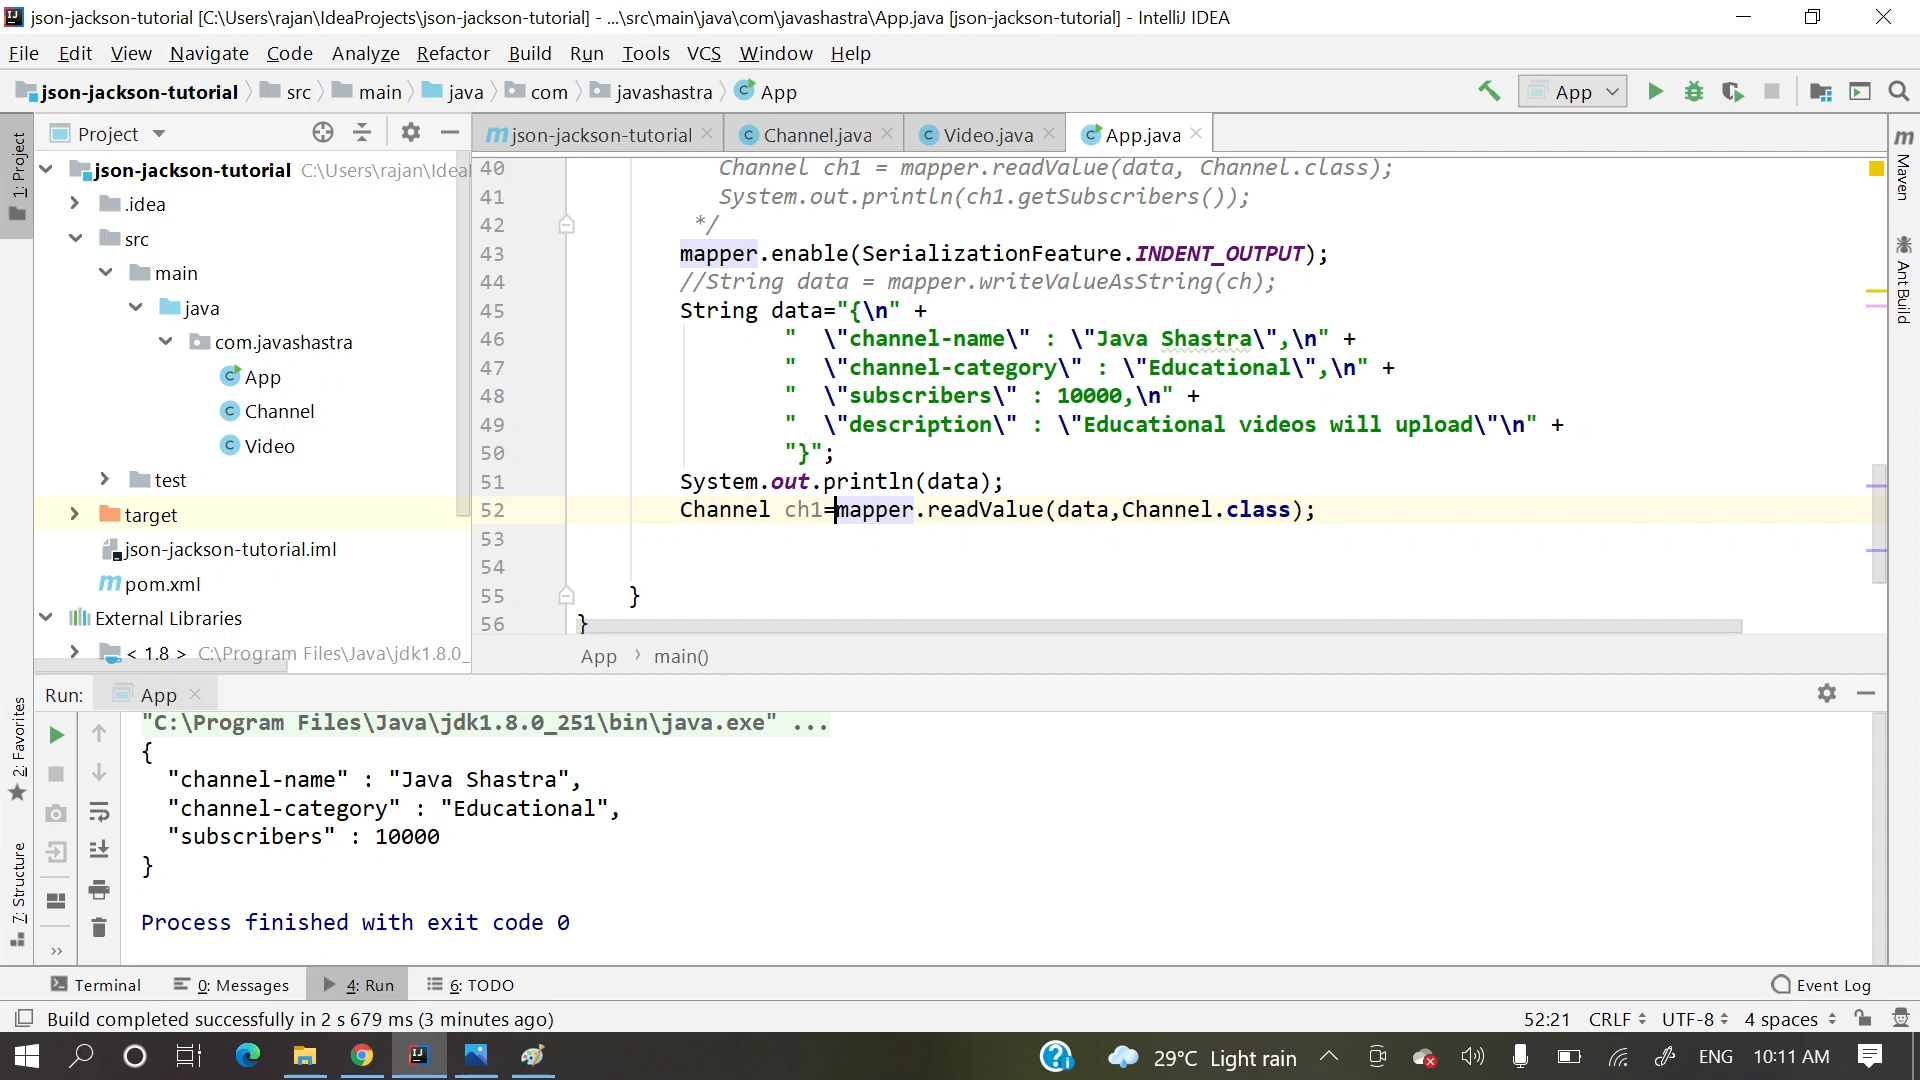 json-jackson-tutorial [C:\Users\rajan\IdeaProjects\json-jackson-tutorial] - ...\src\main\java\com\javashastra\App.java [json-jackson-tutorial] - IntelliJ IDEA
File Edit View Navigate Code Analyze Refactor Build Run Tools VCS Window Help
json-jackson-tutorial src main java com javashastra App
App
1: Project
Project
json-jackson-tutorial Channel.java Video.java App.java
json-jackson-tutorial C:\Users\rajan\Idea
.idea
src
main
java
com.javashastra
App
Channel
Video
test
target
json-jackson-tutorial.iml
pom.xml
External Libraries
< 1.8 > C:\Program Files\Java\jdk1.8.0_
40 Channel ch1 = mapper.readValue(data, Channel.class);
41 System.out.println(ch1.getSubscribers());
42 */
43 mapper.enable(SerializationFeature.INDENT_OUTPUT);
44 //String data = mapper.writeValueAsString(ch);
45 String data="{\n" +
46 "  \"channel-name\" : \"Java Shastra\",\n" +
47 "  \"channel-category\" : \"Educational\",\n" +
48 "  \"subscribers\" : 10000,\n" +
49 "  \"description\" : \"Educational videos will upload\"\n" +
50 "}";
51 System.out.println(data);
52 Channel ch1=mapper.readValue(data,Channel.class);
53
54
55 }
56 }
App main()
Maven
Ant Build
2: Favorites
7: Structure
Run: App
"C:\Program Files\Java\jdk1.8.0_251\bin\java.exe" ...
{
"channel-name" : "Java Shastra",
"channel-category" : "Educational",
"subscribers" : 10000
}
Process finished with exit code 0
Terminal 0: Messages 4: Run 6: TODO Event Log
Build completed successfully in 2 s 679 ms (3 minutes ago) 52:21 CRLF UTF-8 4 spaces
29°C Light rain ENG 10:11 AM